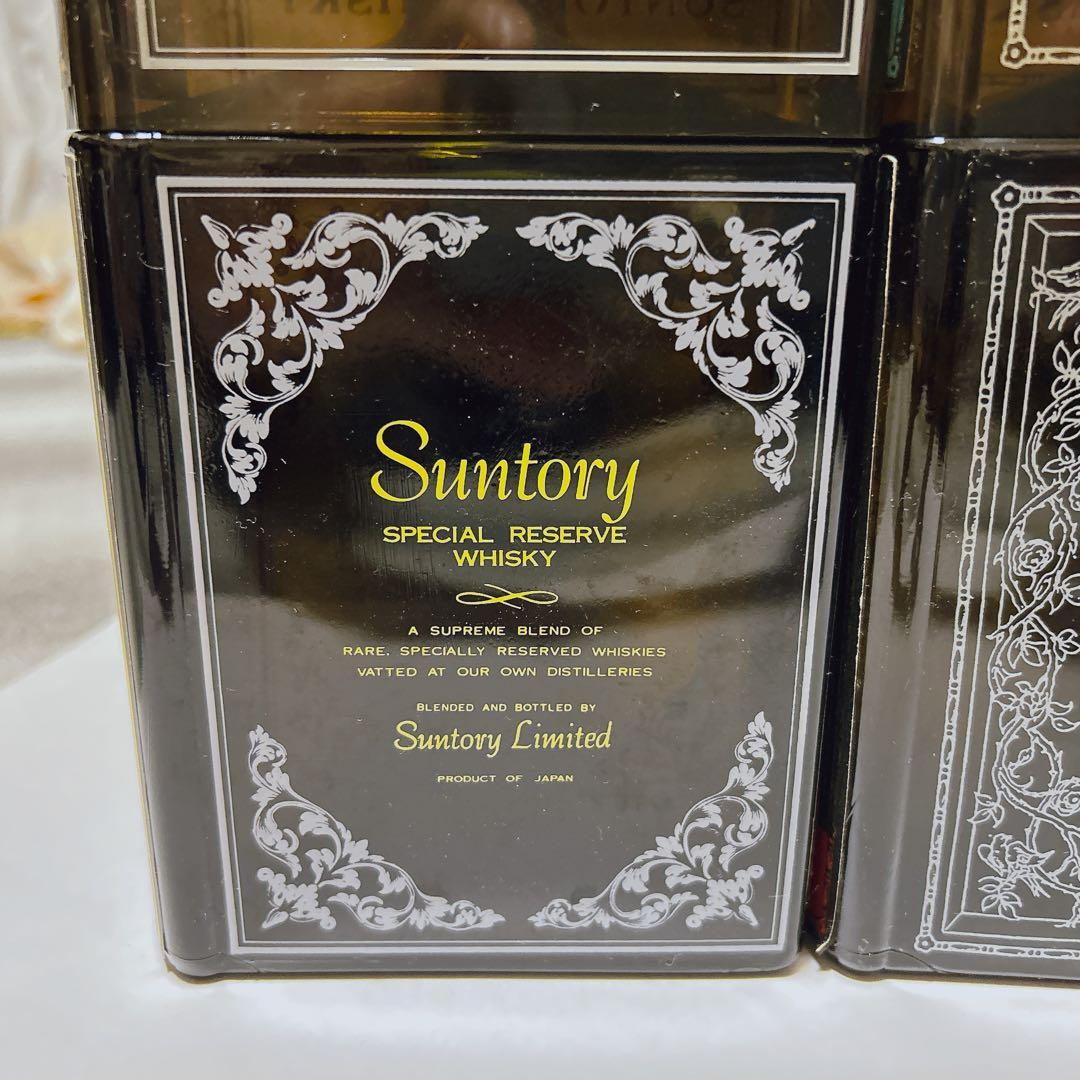 Suntory
SPECIAL RESERVE
WHISKY
A SUPREME BLEND OF
RARE, SPECIALLY RESERVED WHISKIES
VATTED AT OUR OWN DISTILLERIES
BLENDED AND BOTTLED BY
Suntory Limited
PRODUCT OF JAPAN